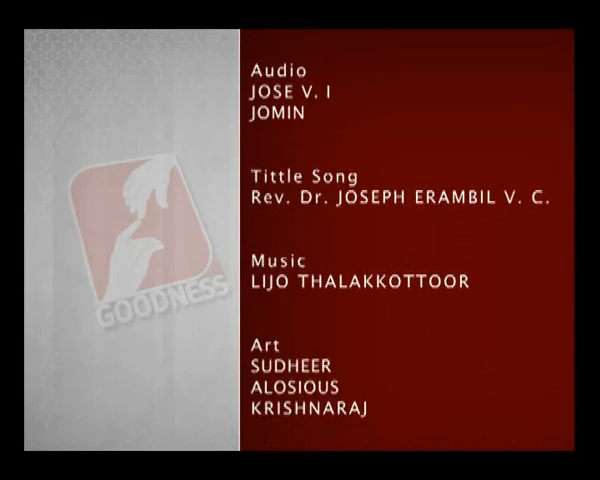 Audio
JOSE V. I
JOMIN
Tittle Song
Rev. Dr. JOSEPH ERAMBIL V. C.
Music
LIJO THALAKKOTTOOR
Art
SUDHEER
ALOSIOUS
KRISHNARAJ
GOODNESS